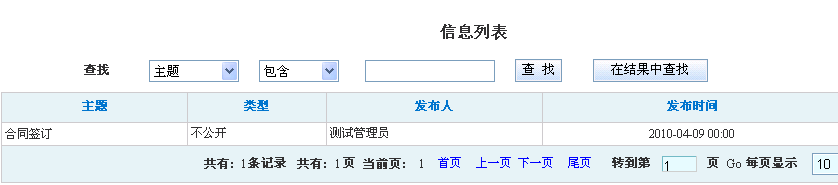 信息列表
查找 主题 包含 查 找 在结果中查找
主题 类型 发布人 发布时间
合同签订 不公开 测试管理员 2010-04-09 00:00
共有: 1条记录 共有: 1页 当前页: 1 首页 上一页 下一页 尾页 转到第 1 页 Go 每页显示 10